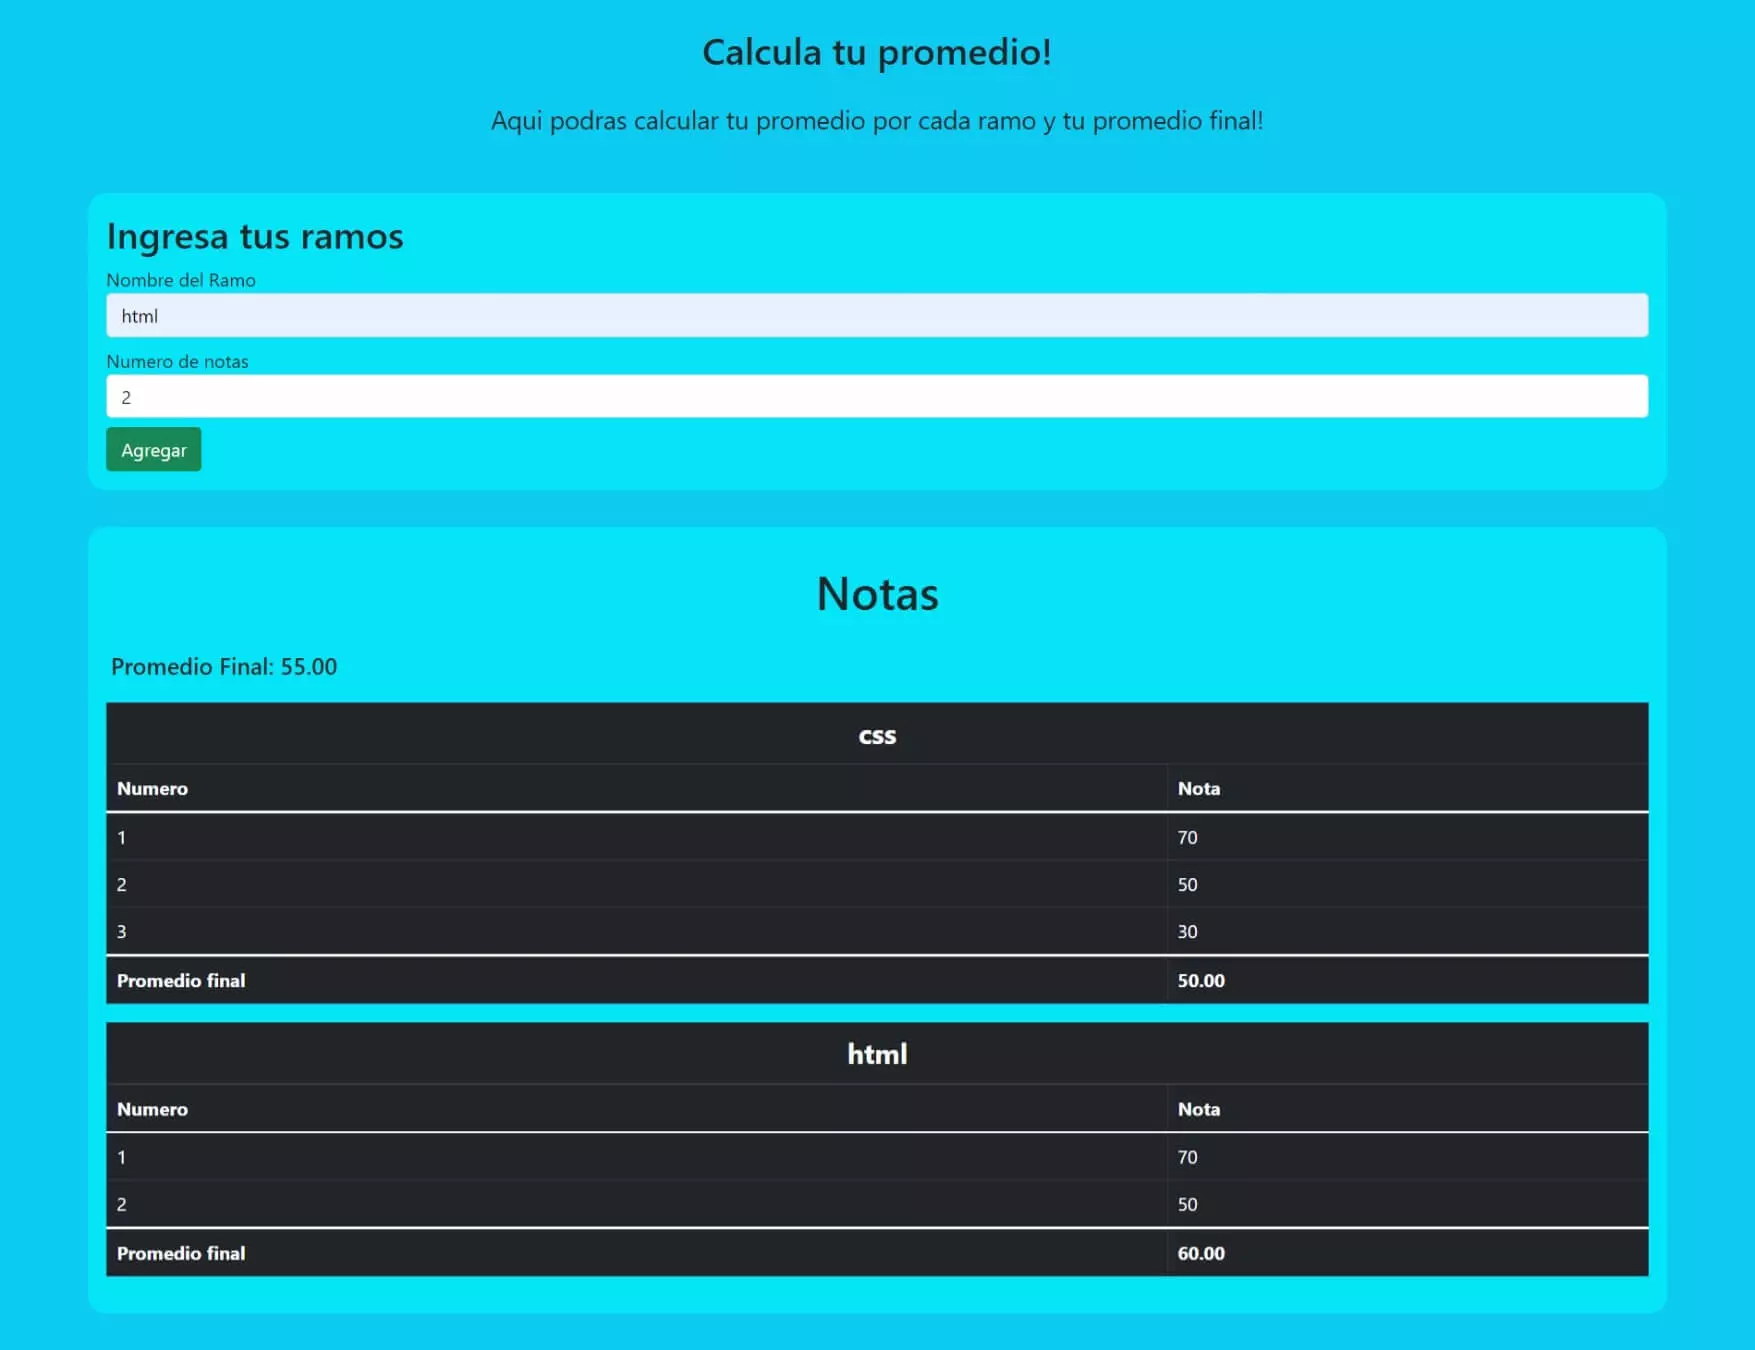 Calcula tu promedio!
Aqui podras calcular tu promedio por cada ramo y tu promedio final!
Ingresa tus ramos
Nombre del Ramo
html
Numero de notas
2
Agregar
Notas
Promedio Final: 55.00
css
Numero Nota
1 70
2 50
3 30
Promedio final 50.00
html
Numero Nota
1 70
2 50
Promedio final 60.00